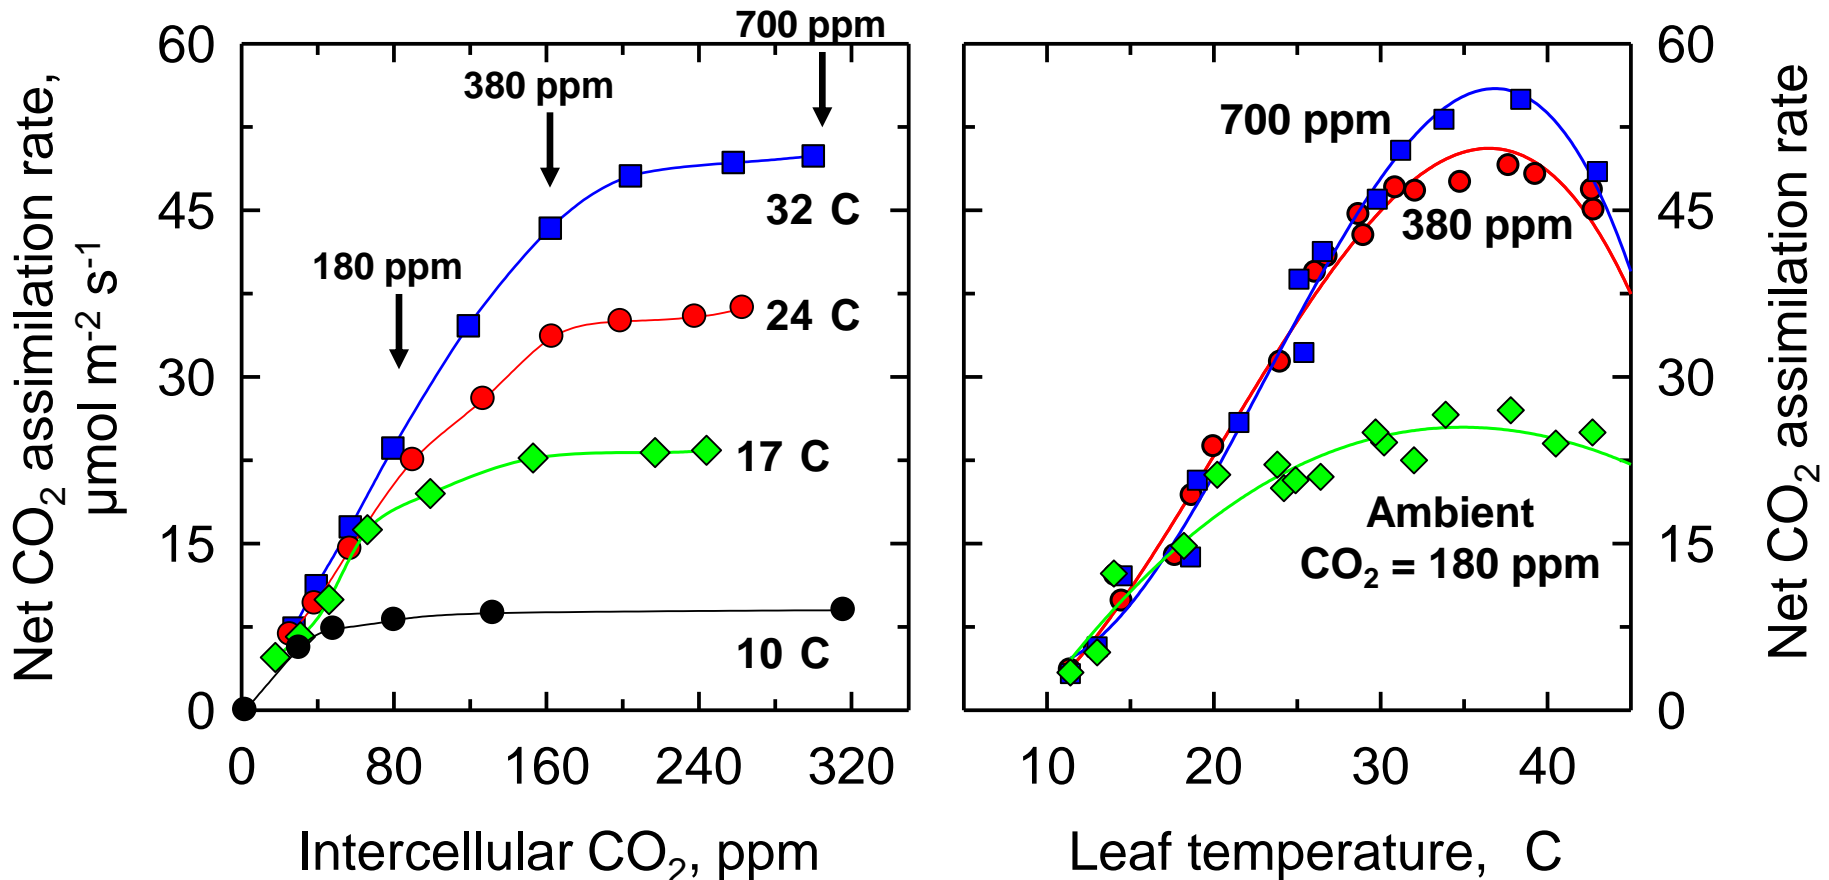 Net CO₂ assimilation rate,
µmol m⁻² s⁻¹
60
45
30
15
0
0 80 160 240 320
Intercellular CO₂, ppm
700 ppm
380 ppm
180 ppm
32 C
24 C
17 C
10 C
700 ppm
380 ppm
Ambient
CO₂ = 180 ppm
10 20 30 40
Leaf temperature, C
60
45
30
15
0
Net CO₂ assimilation rate